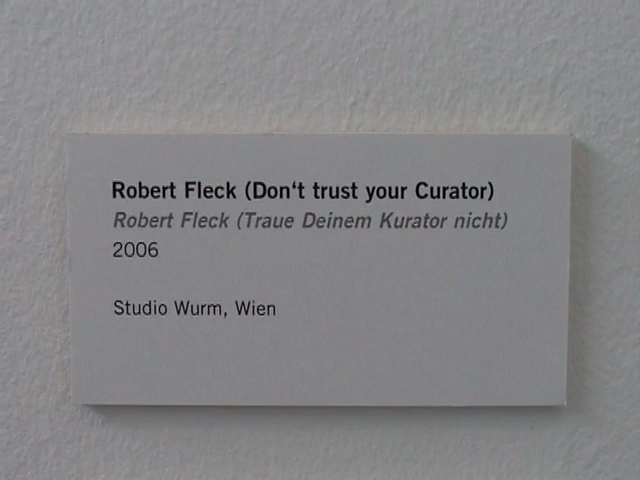 Robert Fleck (Don‘t trust your Curator)
Robert Fleck (Traue Deinem Kurator nicht)
2006
Studio Wurm, Wien